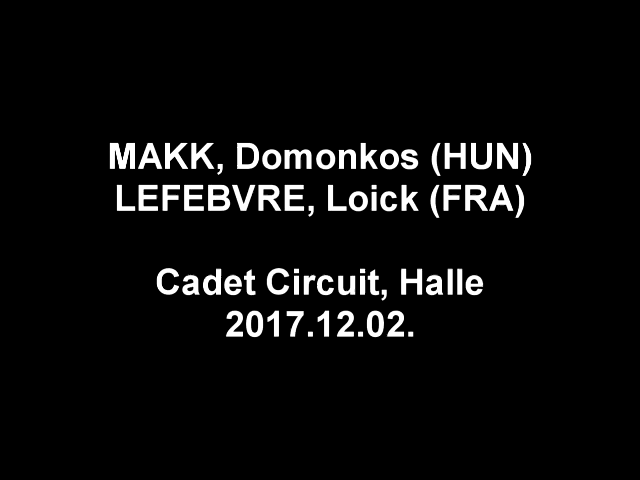 MAKK, Domonkos (HUN)
LEFEBVRE, Loick (FRA)
Cadet Circuit, Halle
2017.12.02.